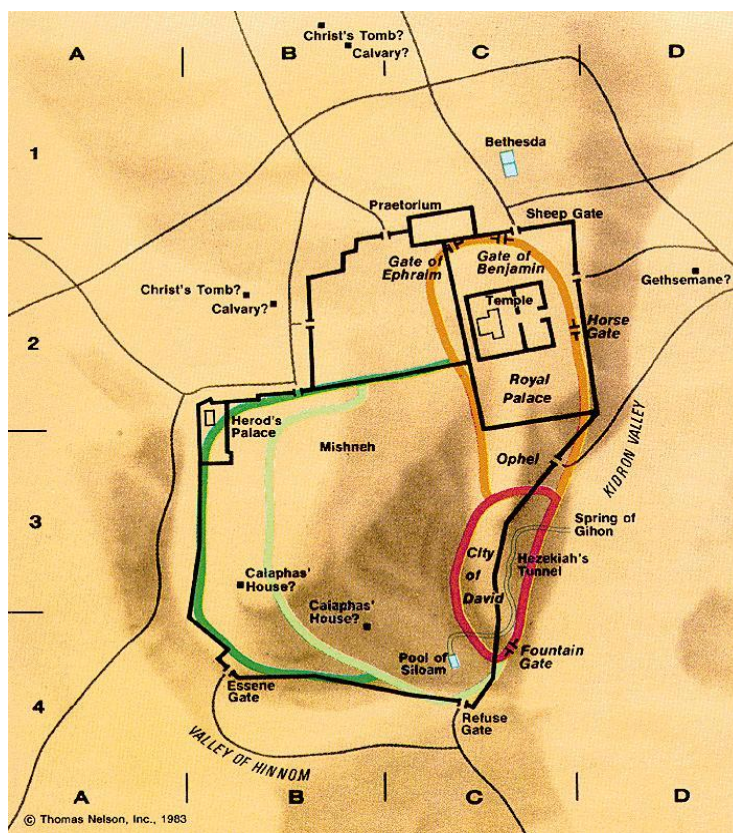 A
B
C
D
Christ's Tomb?
Calvary?
1
Bethesda
Praetorium
Sheep Gate
Gate of
Ephraim
Gate of
Benjamin
Christ's Tomb?
Calvary?
Gethsemane?
Temple
2
Horse
Gate
Royal
Palace
Herod's
Palace
Mishneh
Ophel
KIDRON VALLEY
3
Spring of
Gihon
City
of
David
Hezekiah's
Tunnel
Caiaphas'
House?
Caiaphas'
House?
Pool of
Siloam
Fountain
Gate
Essene
Gate
4
Refuse
Gate
VALLEY OF HINNOM
A
B
C
D
© Thomas Nelson, Inc., 1983